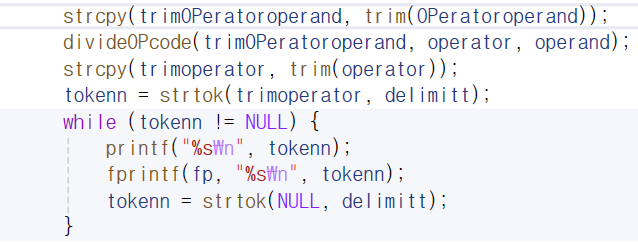 strcpy(trimOPeratoroperand, trim(OPeratoroperand));
divideOPcode(trimOPeratoroperand, operator, operand);
strcpy(trimoperator, trim(operator));
tokenn = strtok(trimoperator, delimitt);
while (tokenn != NULL) {
printf("%s₩n", tokenn);
fprintf(fp, "%s₩n", tokenn);
tokenn = strtok(NULL, delimitt);
}